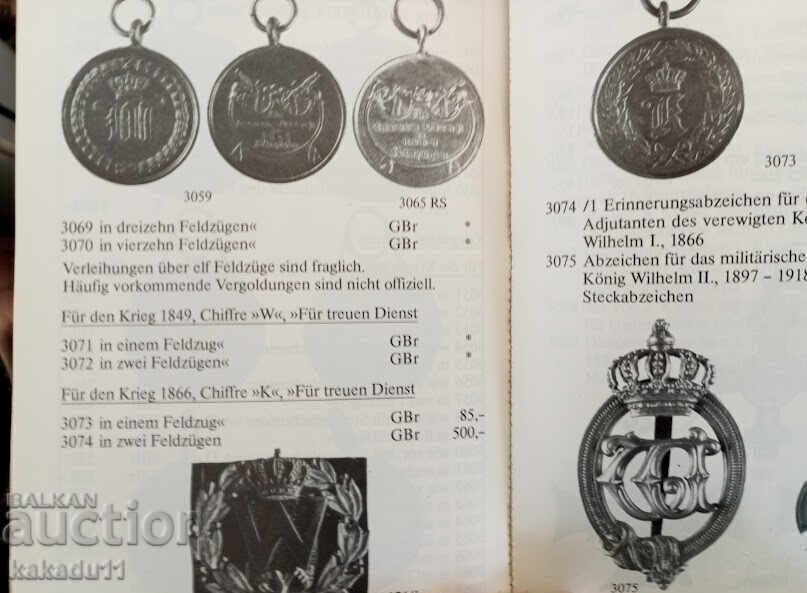 3059
3065 RS
3069 in dreizehn Feldzügen« GBr *
3070 in vierzehn Feldzügen« GBr *
Verleihungen über elf Feldzüge sind fraglich.
Häufig vorkommende Vergoldungen sind nicht offiziell.
Für den Krieg 1849, Chiffre »W«, »Für treuen Dienst
3071 in einem Feldzug« GBr *
3072 in zwei Feldzügen« GBr *
Für den Krieg 1866, Chiffre »K«, »Für treuen Dienst
3073 in einem Feldzug« GBr 85,-
3074 in zwei Feldzügen GBr 500,-
W
3073
3074 /1 Erinnerungsabzeichen für
Adjutanten des verewigten
Wilhelm I., 1866
3075 Abzeichen für das militärische
König Wilhelm II., 1897 – 1918
Steckabzeichen
3075
BALKAN
auction
kakadu11